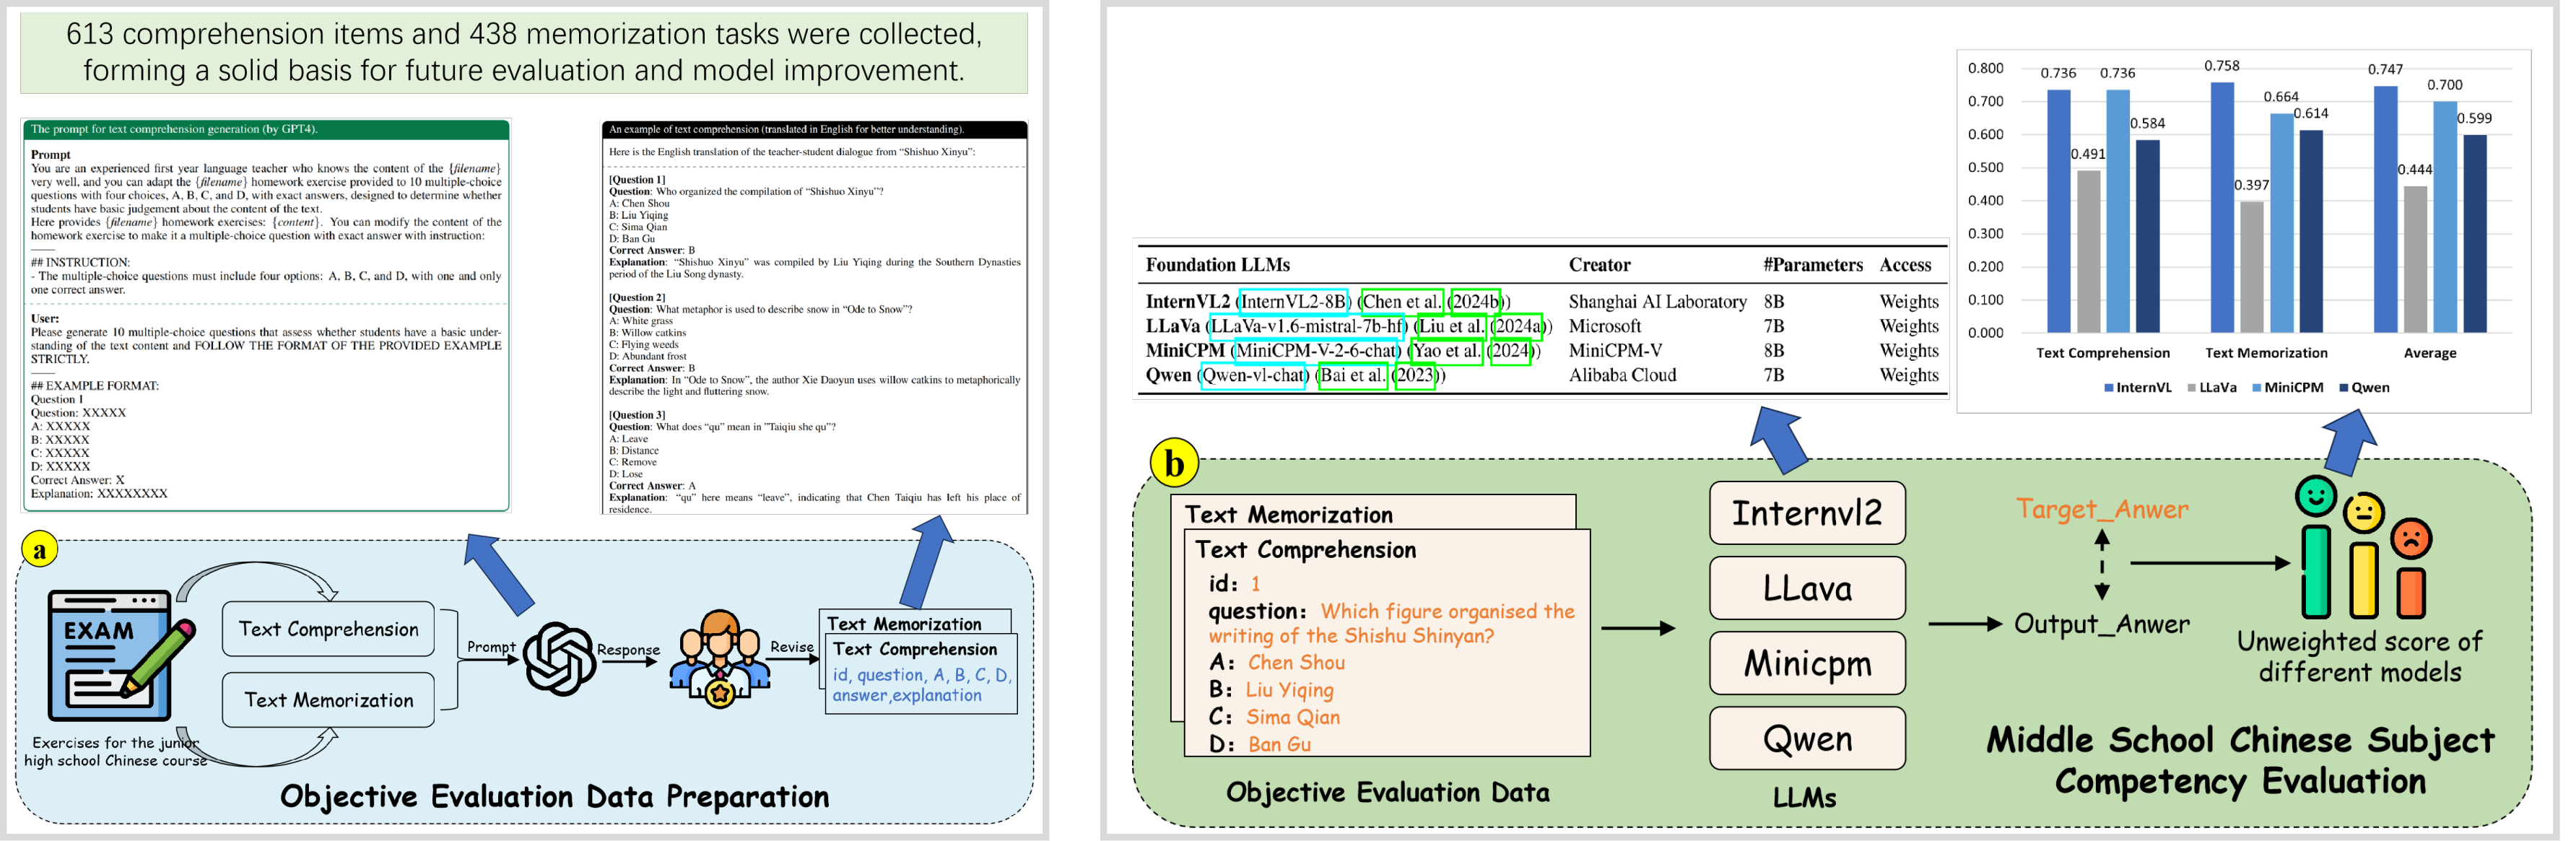 613 comprehension items and 438 memorization tasks were collected,
forming a solid basis for future evaluation and model improvement.
The prompt for text comprehension generation (by GPT4).
Prompt
You are an experienced first year language teacher who knows the content of the {filename}
very well, and you can adapt the {filename} homework exercise provided to 10 multiple-choice
questions with four choices, A, B, C, and D, with exact answers, designed to determine whether
students have basic judgement about the content of the text.
Here provides {filename} homework exercises: {content}. You can modify the content of the
homework exercise to make it a multiple-choice question with exact answer with instruction:
## INSTRUCTION:
- The multiple-choice questions must include four options: A, B, C, and D, with one and only
one correct answer.
User:
Please generate 10 multiple-choice questions that assess whether students have a basic under-
standing of the text content and FOLLOW THE FORMAT OF THE PROVIDED EXAMPLE
STRICTLY.
## EXAMPLE FORMAT:
Question 1
Question: XXXXX
A: XXXXX
B: XXXXX
C: XXXXX
D: XXXXX
Correct Answer: X
Explanation: XXXXXXXX
An example of text comprehension (translated in English for better understanding).
Here is the English translation of the teacher-student dialogue from “Shishuo Xinyu”:
[Question 1]
Question: Who organized the compilation of “Shishuo Xinyu”?
A: Chen Shou
B: Liu Yiqing
C: Sima Qian
D: Ban Gu
Correct Answer: B
Explanation: “Shishuo Xinyu” was compiled by Liu Yiqing during the Southern Dynasties
period of the Liu Song dynasty.
[Question 2]
Question: What metaphor is used to describe snow in “Ode to Snow”?
A: White grass
B: Willow catkins
C: Flying weeds
D: Abundant frost
Correct Answer: B
Explanation: In “Ode to Snow”, the author Xie Daoyun uses willow catkins to metaphorically
describe the light and fluttering snow.
[Question 3]
Question: What does “qu” mean in ”Taiqiu she qu”?
A: Leave
B: Distance
C: Remove
D: Lose
Correct Answer: A
Explanation: “qu” here means “leave”, indicating that Chen Taiqiu has left his place of
residence.
a
EXAM
Exercises for the junior
high school Chinese course
Text Comprehension
Text Memorization
Prompt
Response
Revise
Text Memorization
Text Comprehension
id, question, A, B, C, D,
answer,explanation
Objective Evaluation Data Preparation
Foundation LLMs Creator #Parameters Access
InternVL2 (InternVL2-8B) (Chen et al. (2024b)) Shanghai AI Laboratory 8B Weights
LLaVa (LLaVa-v1.6-mistral-7b-hf) (Liu et al. (2024a)) Microsoft 7B Weights
MiniCPM (MiniCPM-V-2-6-chat) (Yao et al. (2024)) MiniCPM-V 8B Weights
Qwen (Qwen-vl-chat) (Bai et al. (2023)) Alibaba Cloud 7B Weights
0.800
0.700
0.600
0.500
0.400
0.300
0.200
0.100
0.000
0.736 0.491 0.736 0.584
0.758 0.397 0.664 0.614
0.747 0.444 0.700 0.599
Text Comprehension Text Memorization Average
InternVL LLaVa MiniCPM Qwen
b
Text Memorization
Text Comprehension
id: 1
question: Which figure organised the
writing of the Shishu Shinyan?
A: Chen Shou
B: Liu Yiqing
C: Sima Qian
D: Ban Gu
Objective Evaluation Data
Internvl2
LLava
Minicpm
Qwen
LLMs
Target_Anwer
Output_Anwer
Unweighted score of
different models
Middle School Chinese Subject
Competency Evaluation